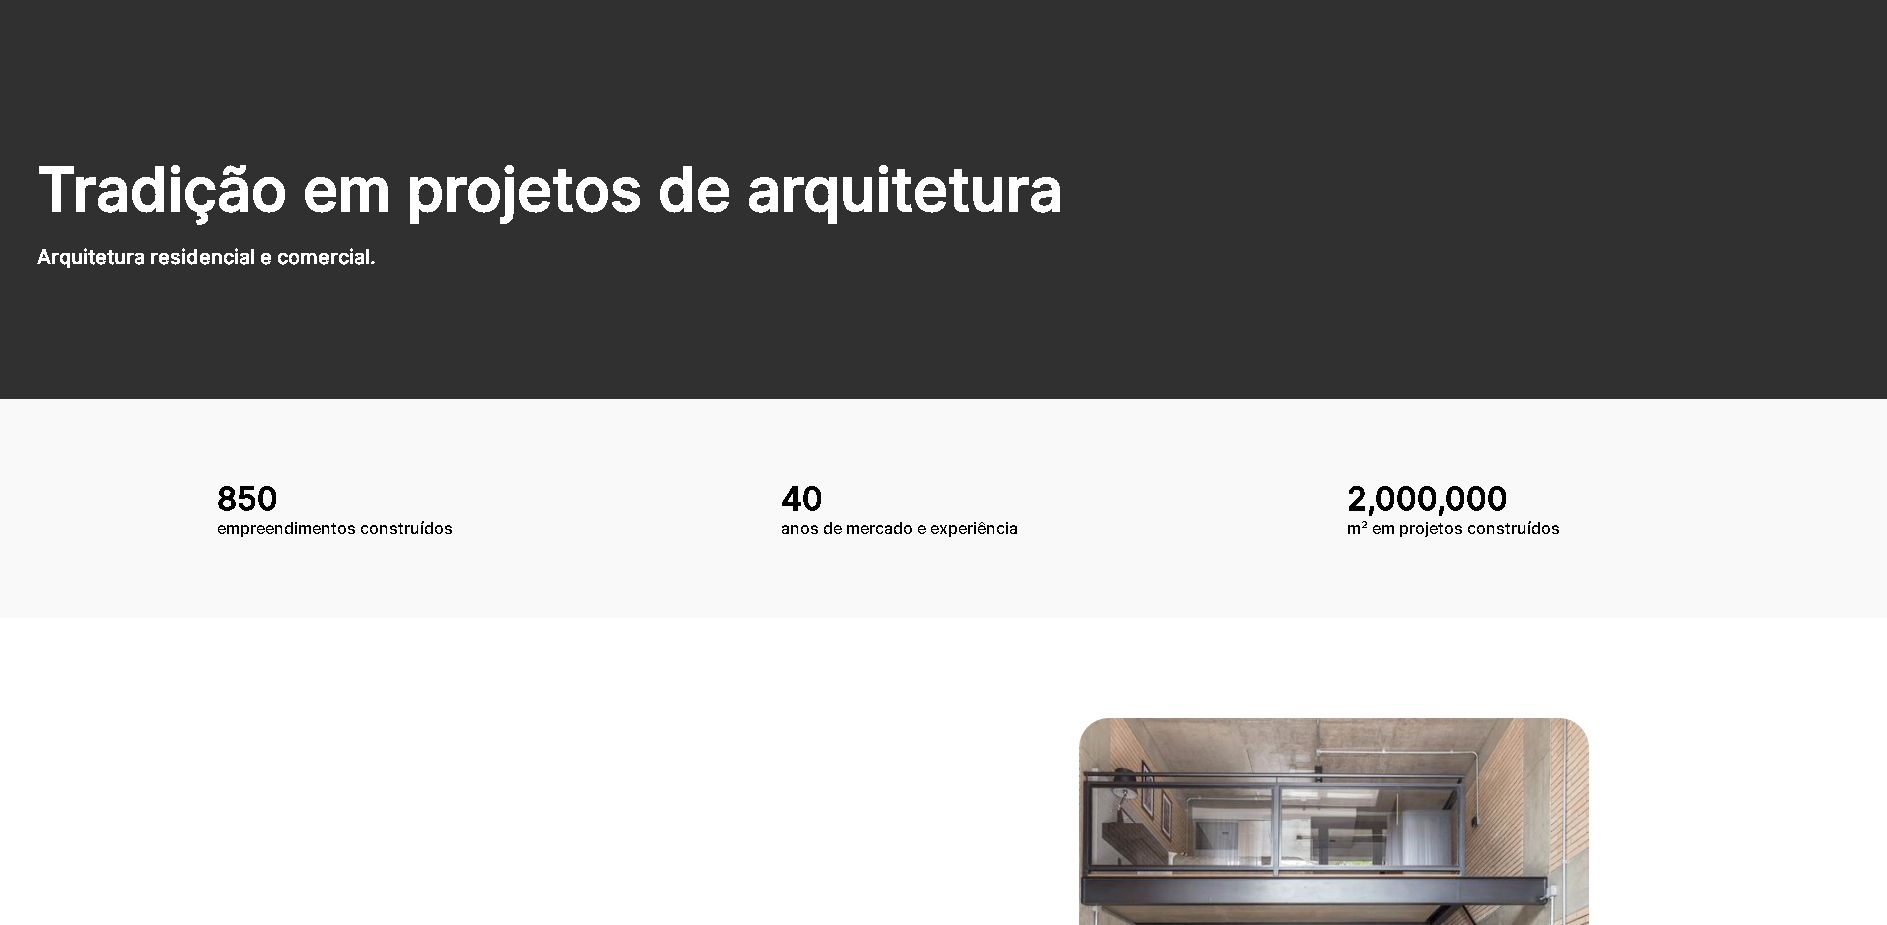 Tradição em projetos de arquitetura
Arquitetura residencial e comercial.
850
empreendimentos construídos
40
anos de mercado e experiência
2,000,000
m² em projetos construídos